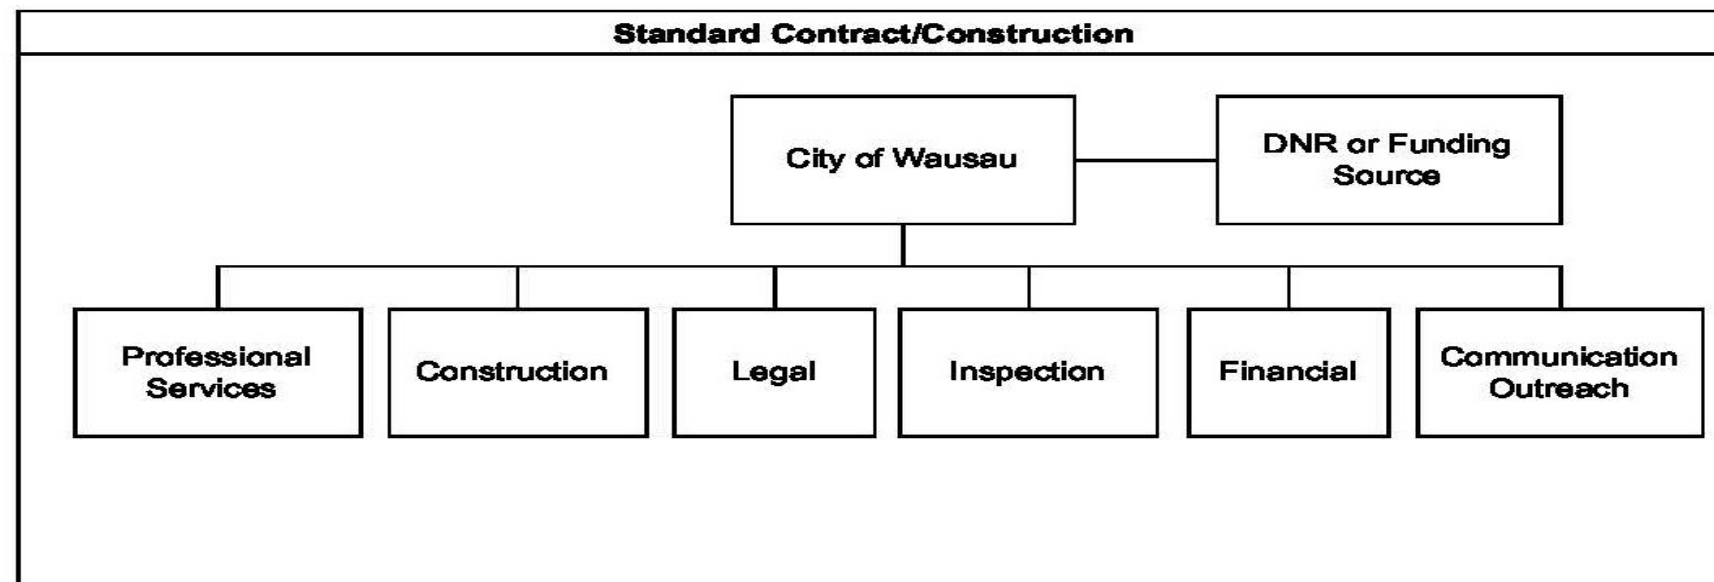 Standard Contract/Construction
City of Wausau
DNR or Funding
Source
Professional
Services
Construction
Legal
Inspection
Financial
Communication
Outreach